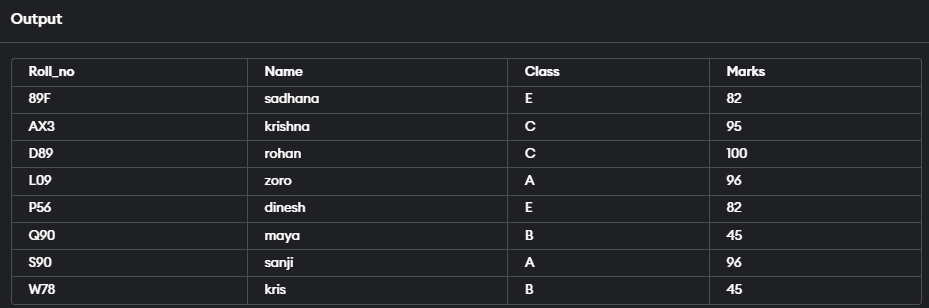 Output
Roll_no Name Class Marks
89F sadhana E 82
AX3 krishna C 95
D89 rohan C 100
L09 zoro A 96
P56 dinesh E 82
Q90 maya B 45
S90 sanji A 96
W78 kris B 45